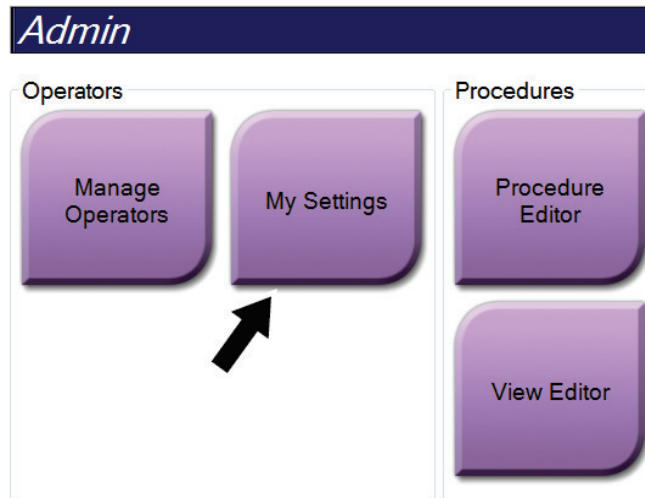 Admin
Operators
Procedures
Manage
Operators
My Settings
Procedure
Editor
View Editor